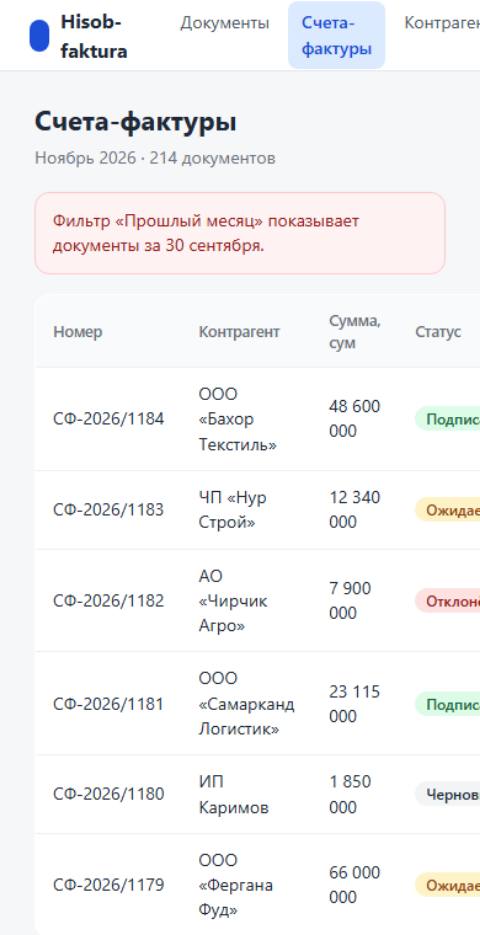 Hisob-
faktura
Документы
Счета-
фактуры
Счета-фактуры
Ноябрь 2026 · 214 документов
Фильтр «Прошлый месяц» показывает
документы за 30 сентября.
Номер
Контрагент
Сумма,
сум
Статус
СФ-2026/1184
ООО
«Бахор
Текстиль»
48 600
000
СФ-2026/1183
ЧП «Нур
Строй»
12 340
000
СФ-2026/1182
АО
«Чирчик
Агро»
7 900
000
СФ-2026/1181
ООО
«Самарканд
Логистик»
23 115
000
СФ-2026/1180
ИП
Каримов
1 850
000
СФ-2026/1179
ООО
«Фергана
Фуд»
66 000
000